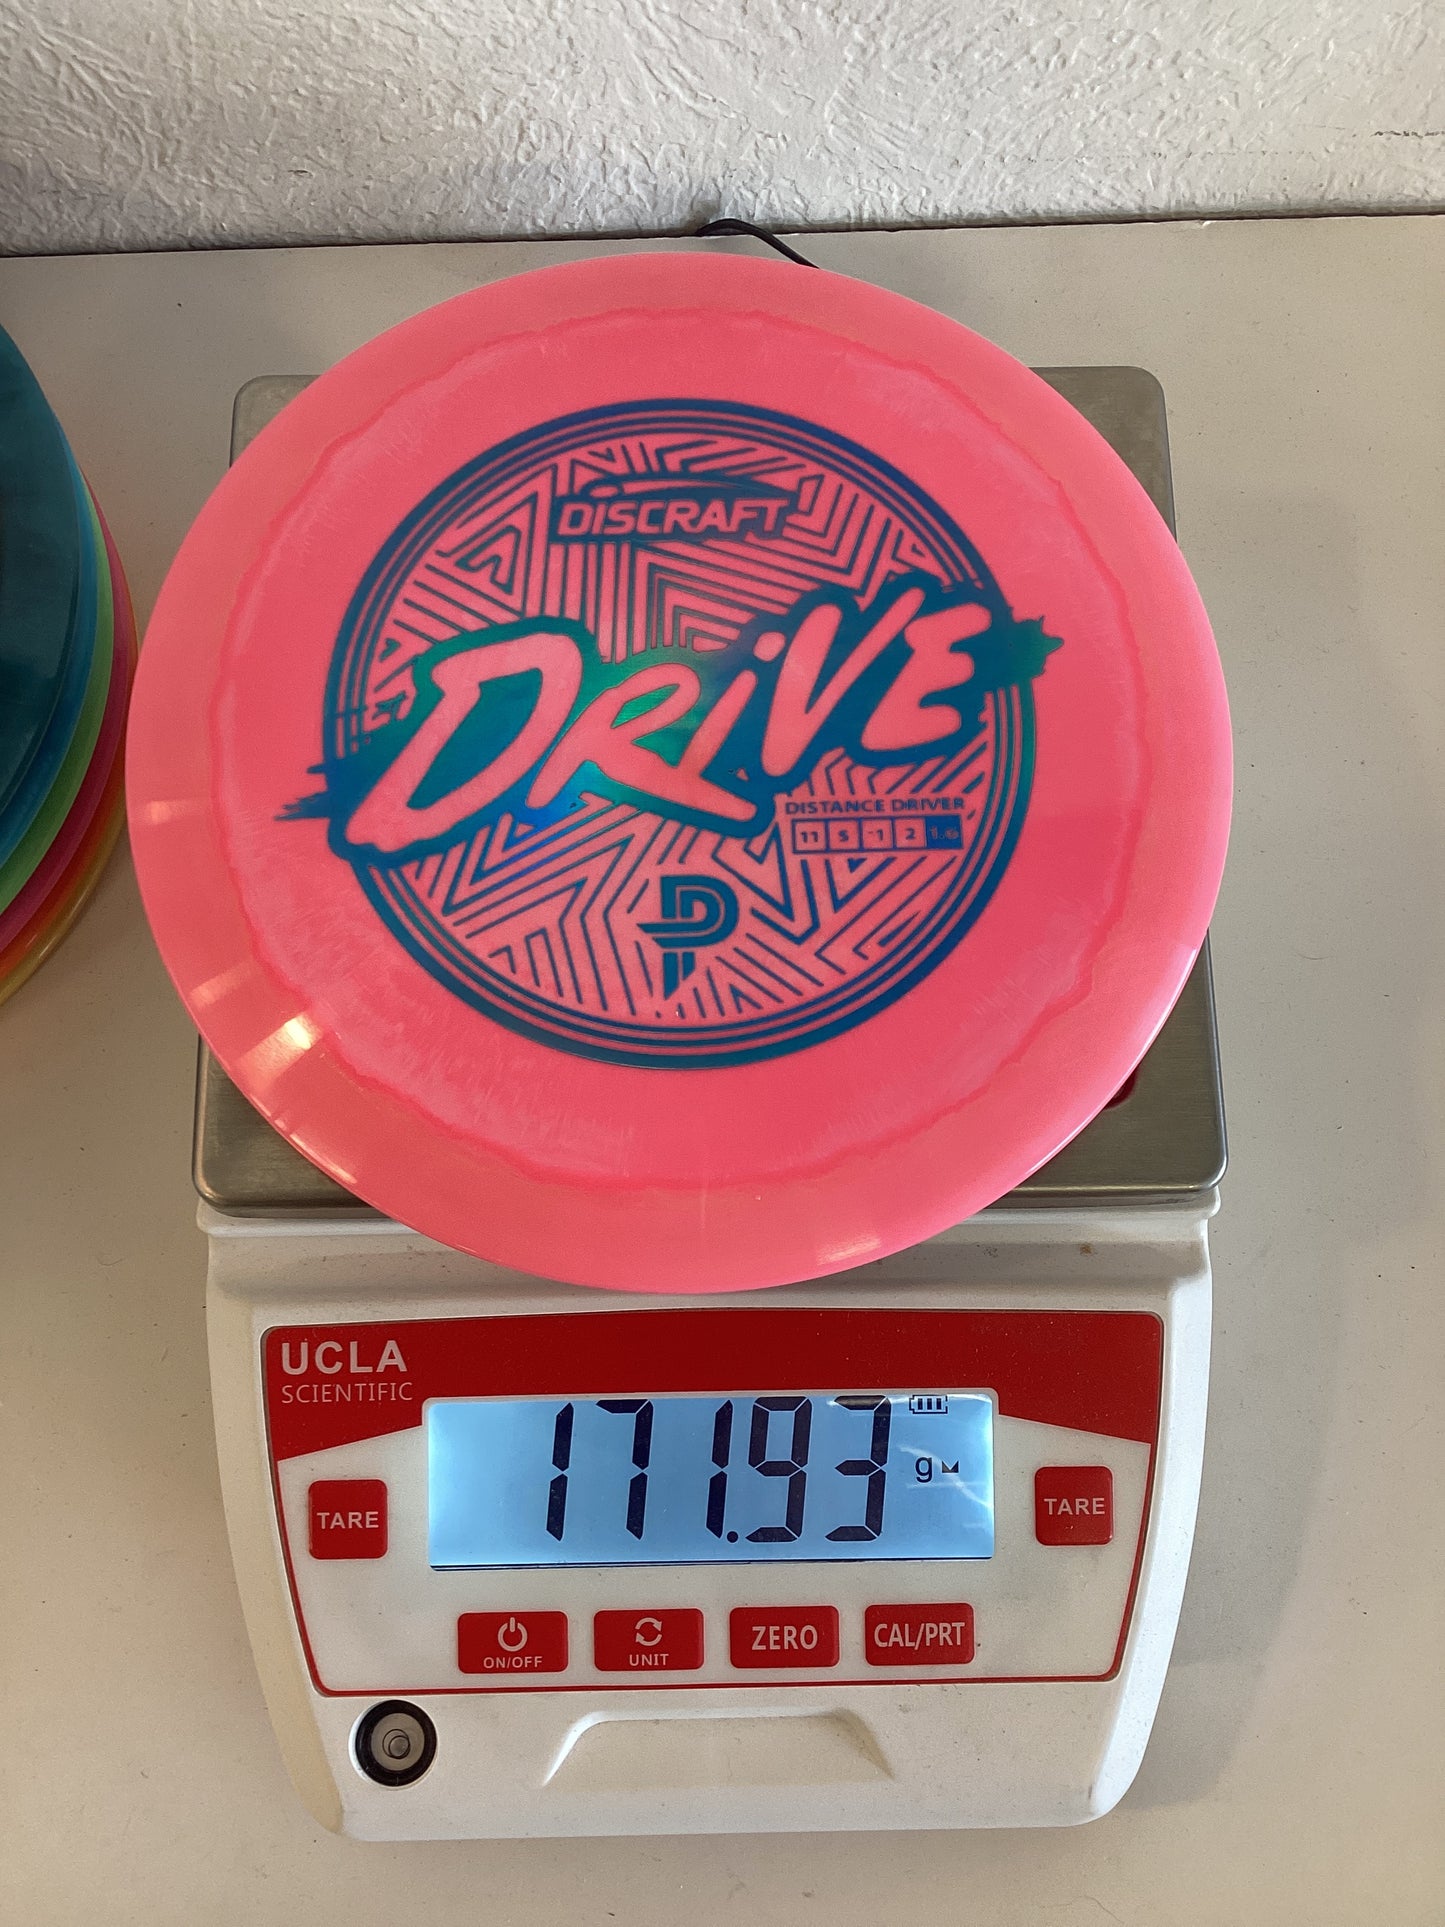 DISCRAFT
DRIVE
DISTANCE DRIVER
11 5 -1 2 1.6
UCLA
SCIENTIFIC
171.93
g
TARE
TARE
ON/OFF
UNIT
ZERO
CAL/PRT